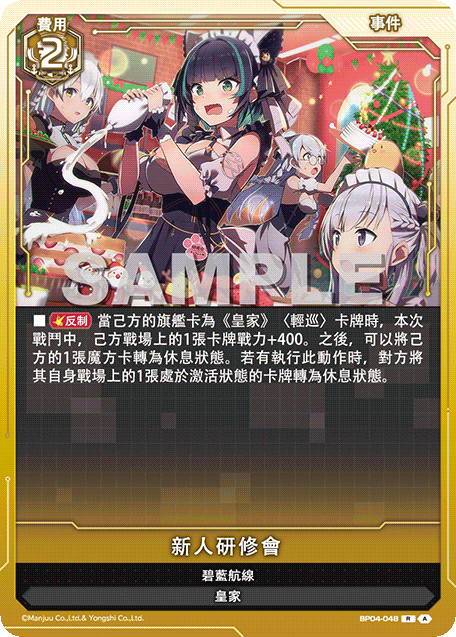 費用
事件
2
SAMPLE
■ 反制 當己方的旗艦卡為《皇家》〈輕巡〉卡牌時，本次
戰鬥中，己方戰場上的1張卡牌戰力+400。之後，可以將己
方的1張魔方卡轉為休息狀態。若有執行此動作時，對方將
其自身戰場上的1張處於激活狀態的卡牌轉為休息狀態。
新人研修會
碧藍航線
皇家
©Manjuu Co.,Ltd.& Yongshi Co.,Ltd.
BP04-048 R A